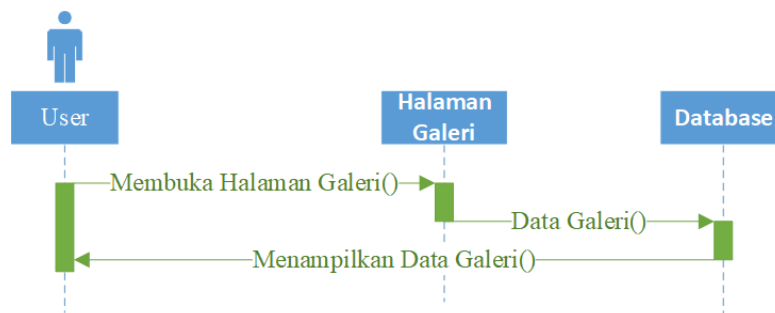 User
Halaman
Galeri
Database
Membuka Halaman Galeri()
Data Galeri()
Menampilkan Data Galeri()